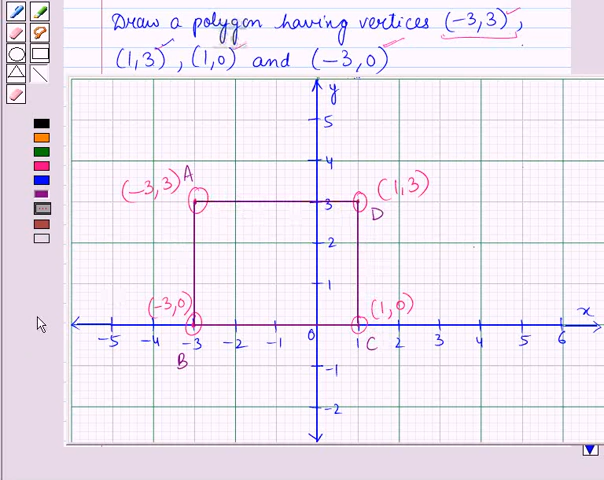 Draw a polygon having vertices (-3,3),
(1,3), (1,0) and (-3,0)
y
5
4
A
(-3,3)
(1,3)
3
D
2
1
(-3,0)
(1,0)
x
-5 -4 -3 -2 -1 0 1 2 3 4 5 6
B
C
-1
-2